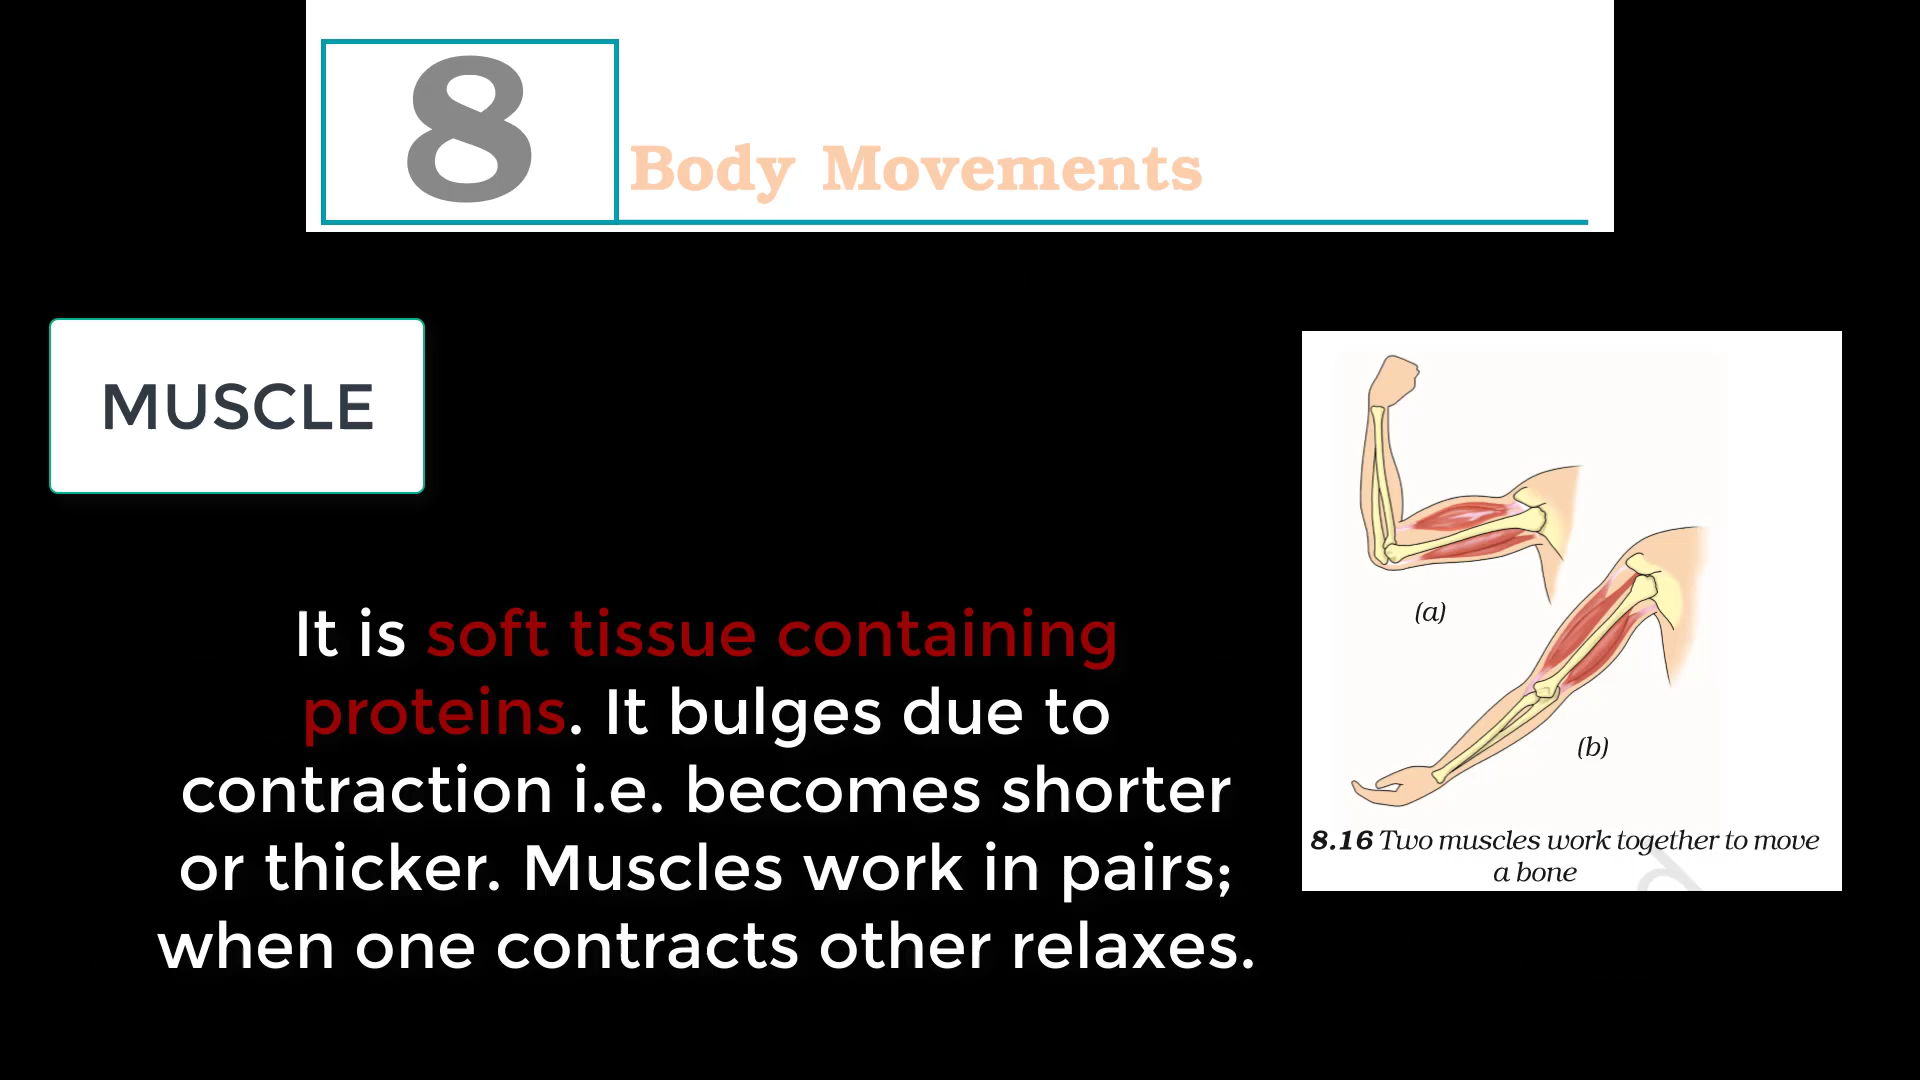 8
Body Movements
MUSCLE
It is soft tissue containing
proteins. It bulges due to
contraction i.e. becomes shorter
or thicker. Muscles work in pairs;
when one contracts other relaxes.
(a)
(b)
8.16 Two muscles work together to move
a bone